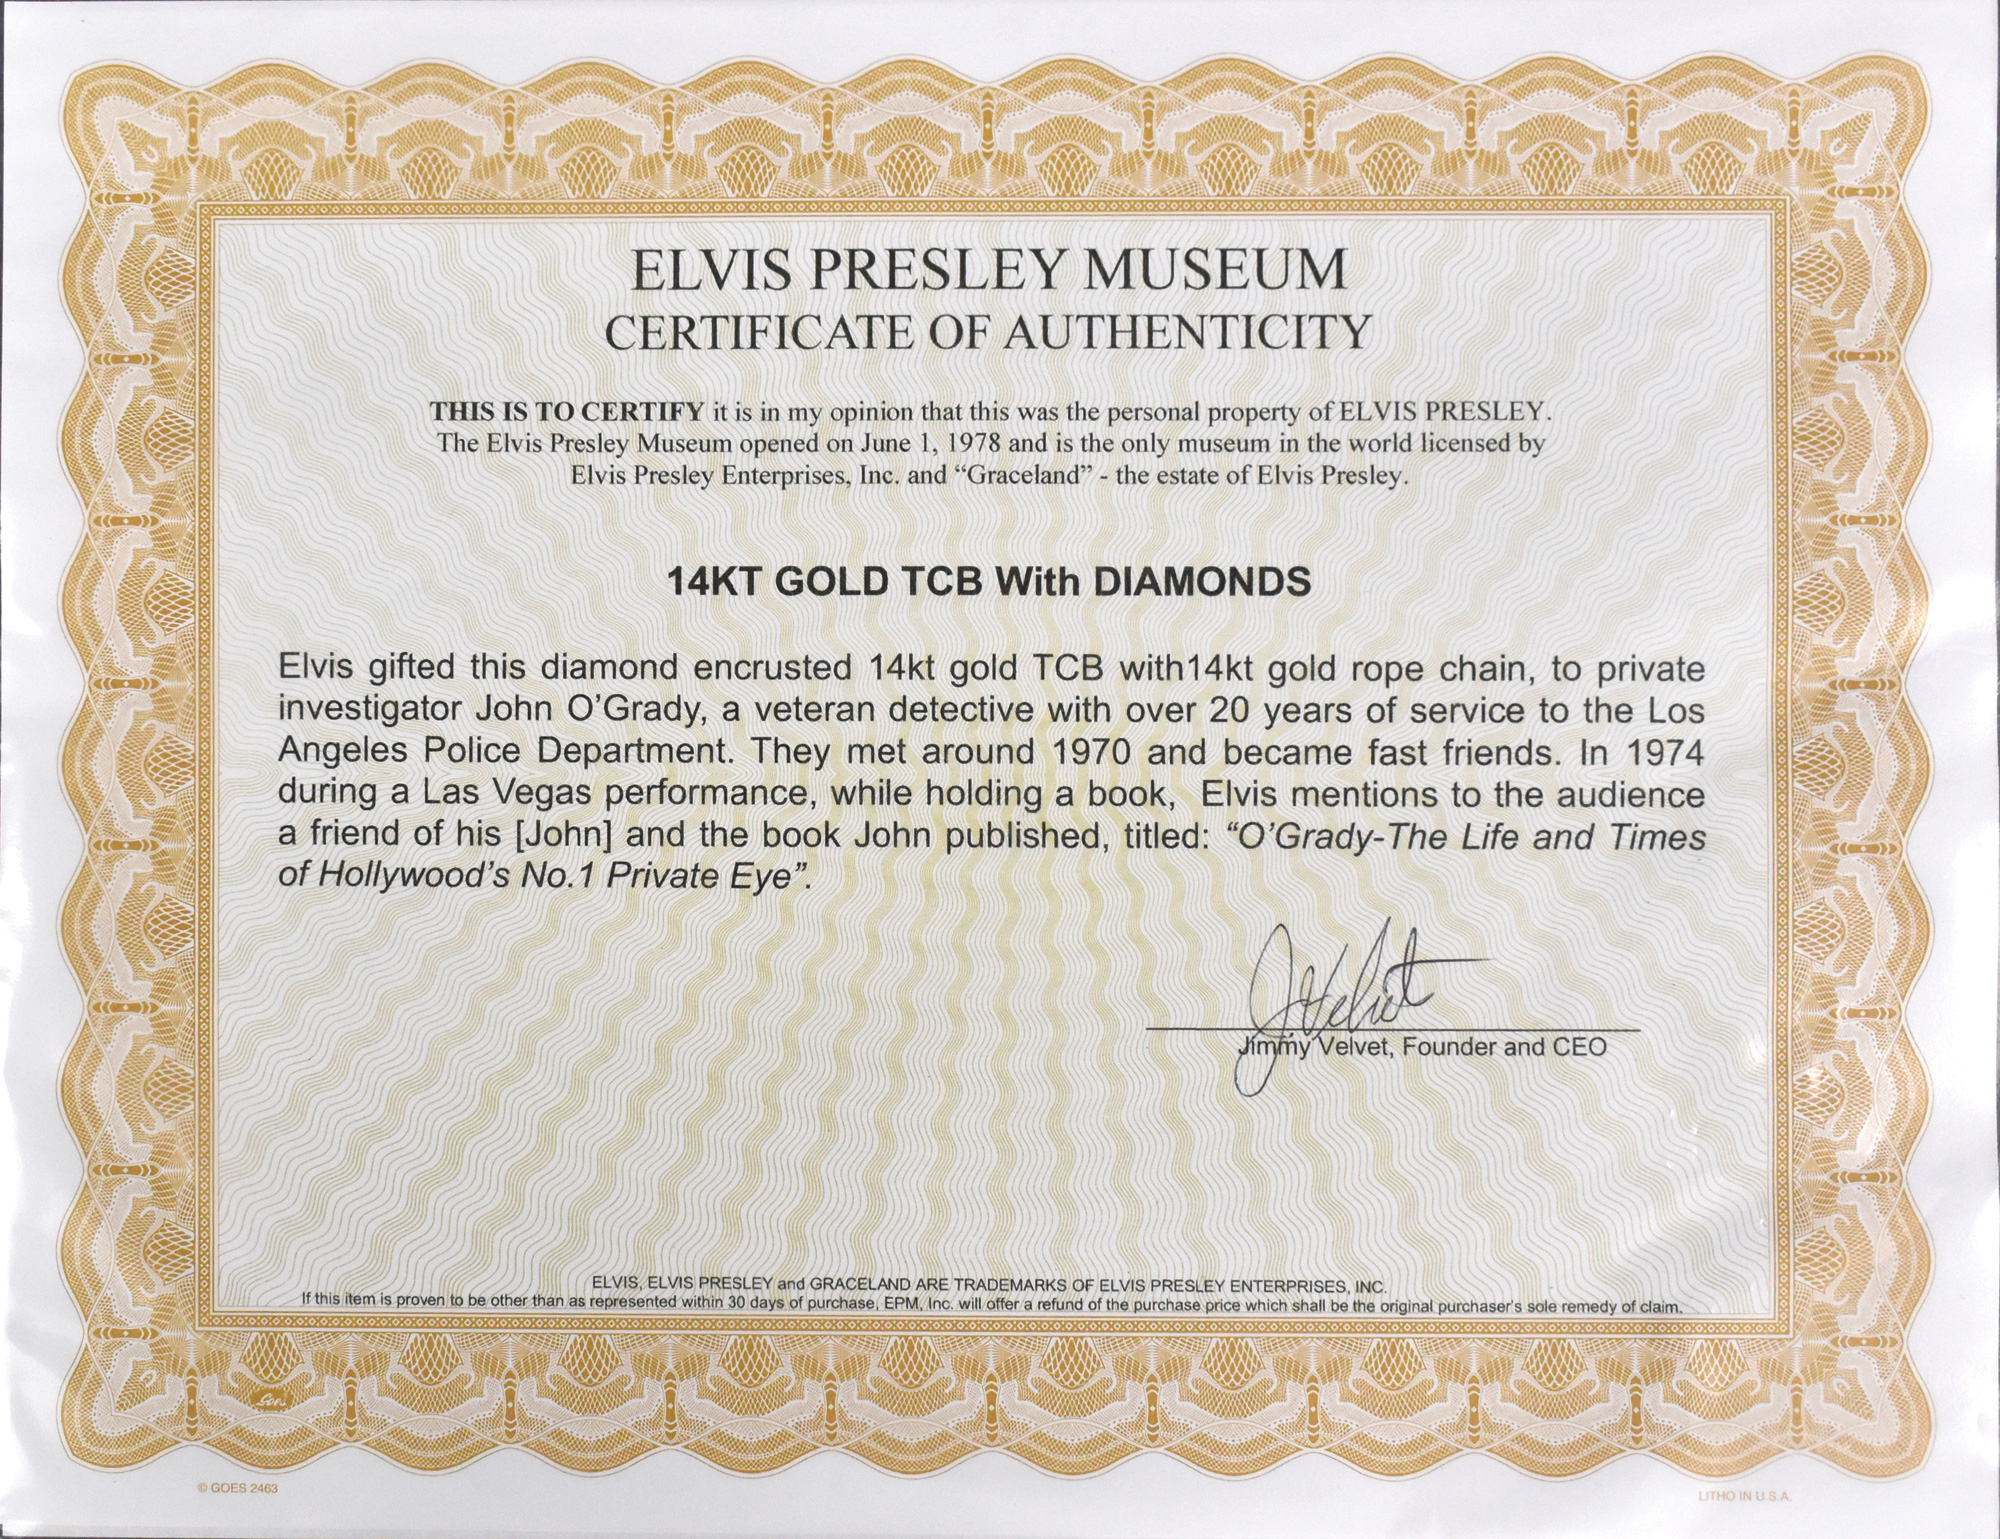 ELVIS PRESLEY MUSEUM
CERTIFICATE OF AUTHENTICITY
THIS IS TO CERTIFY it is in my opinion that this was the personal property of ELVIS PRESLEY.
The Elvis Presley Museum opened on June 1, 1978 and is the only museum in the world licensed by
Elvis Presley Enterprises, Inc. and “Graceland” - the estate of Elvis Presley.
14KT GOLD TCB With DIAMONDS
Elvis gifted this diamond encrusted 14kt gold TCB with14kt gold rope chain, to private
investigator John O’Grady, a veteran detective with over 20 years of service to the Los
Angeles Police Department. They met around 1970 and became fast friends. In 1974
during a Las Vegas performance, while holding a book, Elvis mentions to the audience
a friend of his [John] and the book John published, titled: “O’Grady-The Life and Times
of Hollywood’s No.1 Private Eye”.
J Velvet
Jimmy Velvet, Founder and CEO
ELVIS, ELVIS PRESLEY and GRACELAND ARE TRADEMARKS OF ELVIS PRESLEY ENTERPRISES, INC.
If this item is proven to be other than as represented within 30 days of purchase, EPM, Inc. will offer a refund of the purchase price which shall be the original purchaser's sole remedy of claim.
Goes
© GOES 2463
LITHO IN U.S.A.